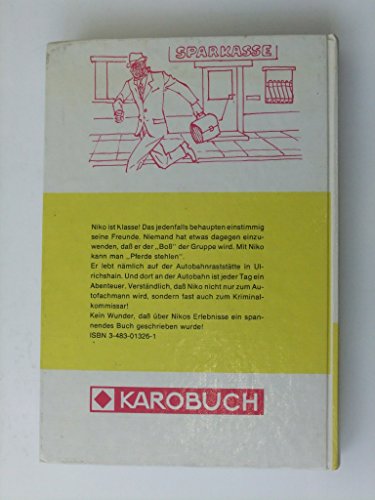 SPARKASSE
Niko ist Klasse! Das jedenfalls behaupten einstimmig
seine Freunde. Niemand hat etwas dagegen einzu-
wenden, daß er der „Boß" der Gruppe wird. Mit Niko
kann man „Pferde stehlen".
Er lebt nämlich auf der Autobahnraststätte in Ul-
richshain. Und dort an der Autobahn ist jeder Tag ein
Abenteuer. Verständlich, daß Niko nicht nur zum Au-
tofachmann wird, sondern fast auch zum Kriminal-
kommissar!
Kein Wunder, daß über Nikos Erlebnisse ein span-
nendes Buch geschrieben wurde!
ISBN 3-483-01325-1
KAROBUCH